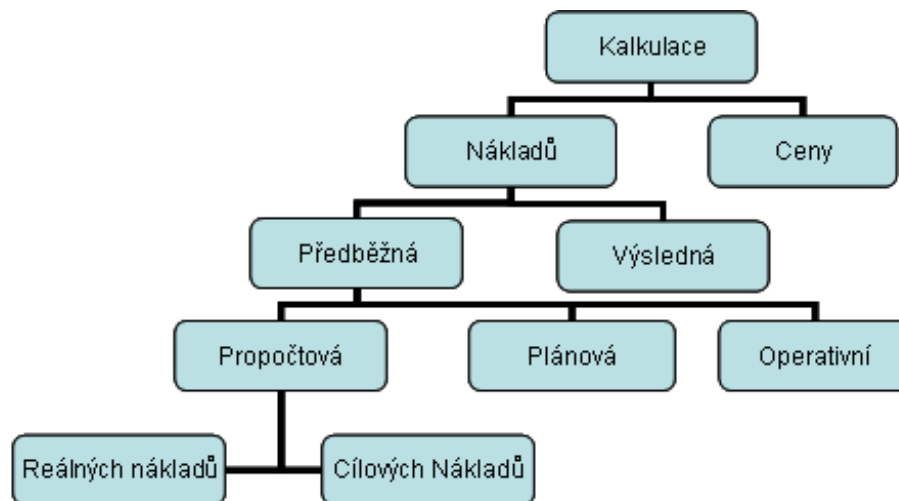 Kalkulace
Nákladů
Ceny
Předběžná
Výsledná
Propočtová
Plánová
Operativní
Reálných nákladů
Cílových Nákladů